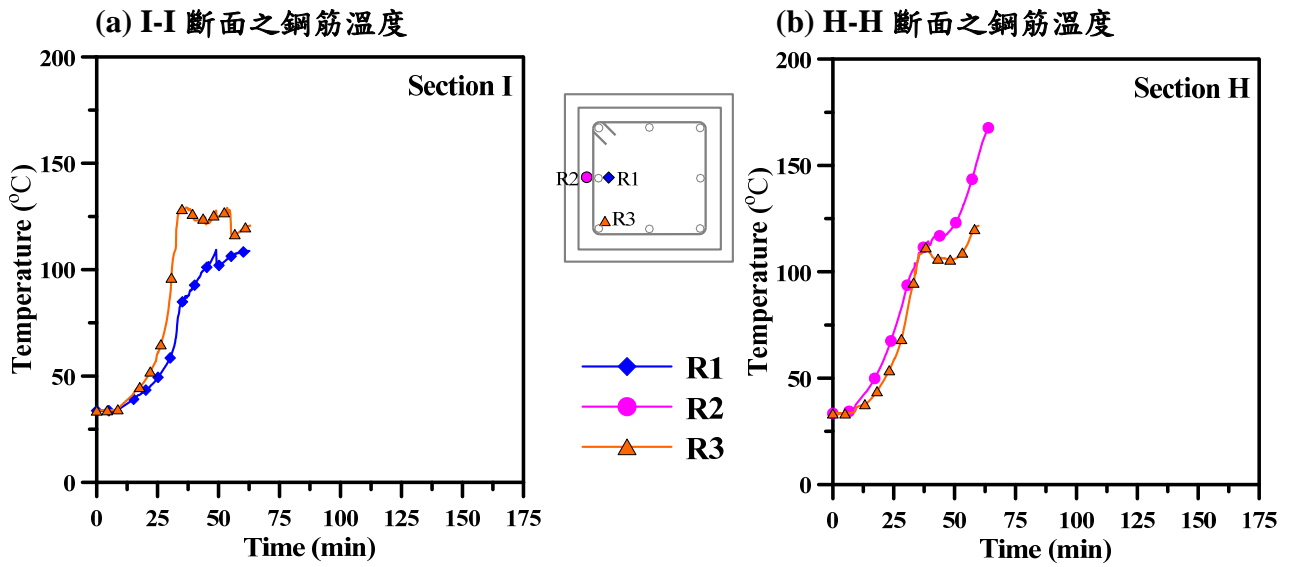 (a) I-I 斷面之鋼筋溫度
Section I
Temperature (°C)
200
150
100
50
0
0 25 50 75 100 125 150 175
Time (min)
R2 R1
R3
R1
R2
R3
(b) H-H 斷面之鋼筋溫度
Section H
Temperature (°C)
200
150
100
50
0
0 25 50 75 100 125 150 175
Time (min)